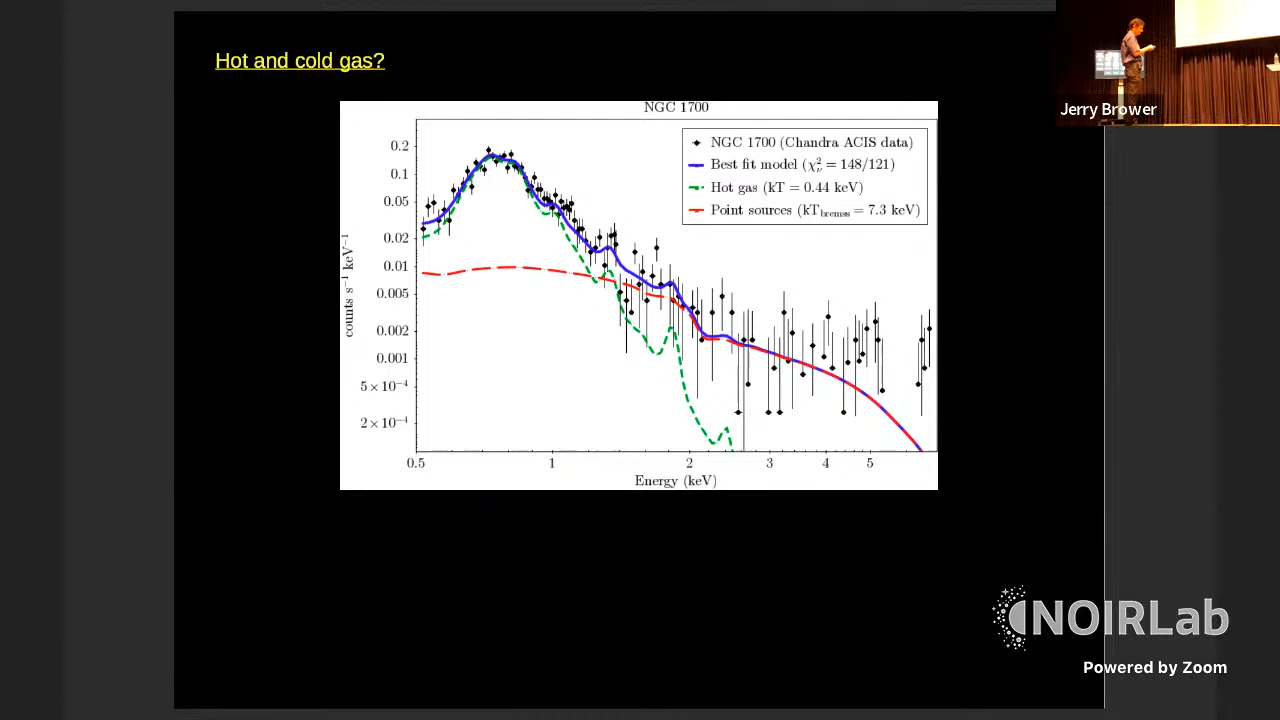 Hot and cold gas?
Jerry Brower
NGC 1700
NGC 1700 (Chandra ACIS data)
Best fit model (χ²ᵥ = 148/121)
Hot gas (kT = 0.44 keV)
Point sources (kT_bremss = 7.3 keV)
counts s⁻¹ keV⁻¹
0.2
0.1
0.05
0.02
0.01
0.005
0.002
0.001
5 × 10⁻⁴
2 × 10⁻⁴
0.5 1 2 3 4 5
Energy (keV)
NOIRLab
Powered by Zoom